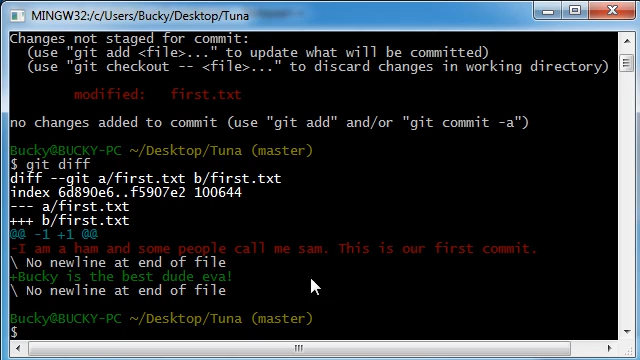 MINGW32:/c/Users/Bucky/Desktop/Tuna
Changes not staged for commit:
(use "git add <file>..." to update what will be committed)
(use "git checkout -- <file>..." to discard changes in working directory)
modified: first.txt
no changes added to commit (use "git add" and/or "git commit -a")
Bucky@BUCKY-PC ~/Desktop/Tuna (master)
$ git diff
diff --git a/first.txt b/first.txt
index 6d890e6..f5907e2 100644
--- a/first.txt
+++ b/first.txt
@@ -1 +1 @@
-I am a ham and some people call me sam. This is our first commit.
\ No newline at end of file
+Bucky is the best dude eva!
\ No newline at end of file
Bucky@BUCKY-PC ~/Desktop/Tuna (master)
$